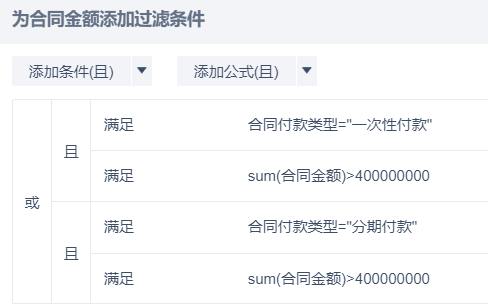 为合同金额添加过滤条件
添加条件(且) 添加公式(且)
或
且
满足 合同付款类型="一次性付款"
满足 sum(合同金额)>400000000
且
满足 合同付款类型="分期付款"
满足 sum(合同金额)>400000000